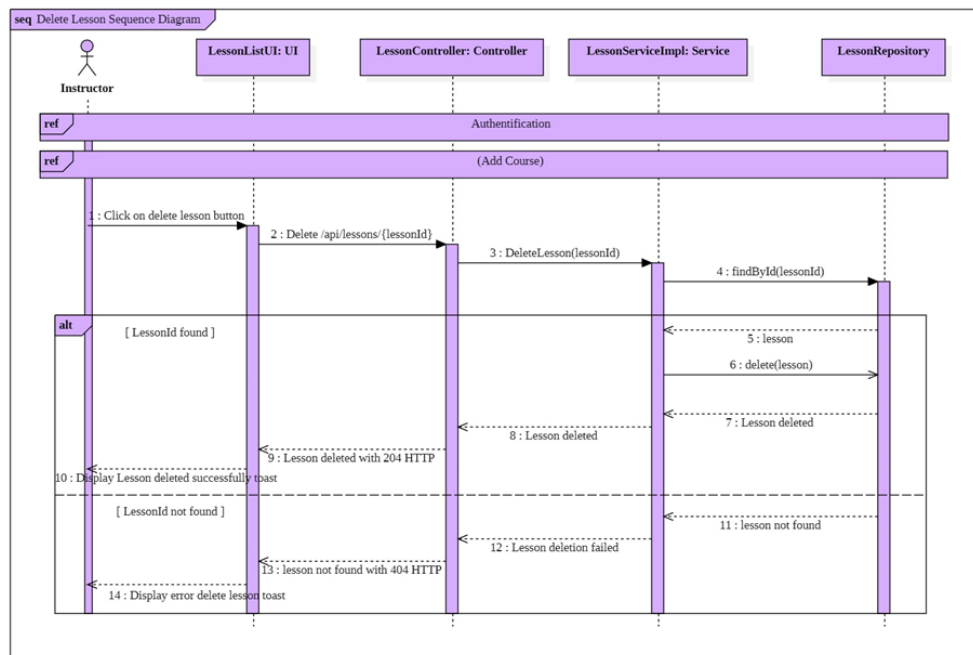 seq Delete Lesson Sequence Diagram
LessonListUI: UI
LessonController: Controller
LessonServiceImpl: Service
LessonRepository
Instructor
ref
Authentification
ref
(Add Course)
1 : Click on delete lesson button
2 : Delete /api/lessons/{lessonId}
3 : DeleteLesson(lessonId)
4 : findById(lessonId)
alt
[ LessonId found ]
5 : lesson
6 : delete(lesson)
7 : Lesson deleted
8 : Lesson deleted
9 : Lesson deleted with 204 HTTP
10 : Display Lesson deleted successfully toast
[ LessonId not found ]
11 : lesson not found
12 : Lesson deletion failed
13 : lesson not found with 404 HTTP
14 : Display error delete lesson toast